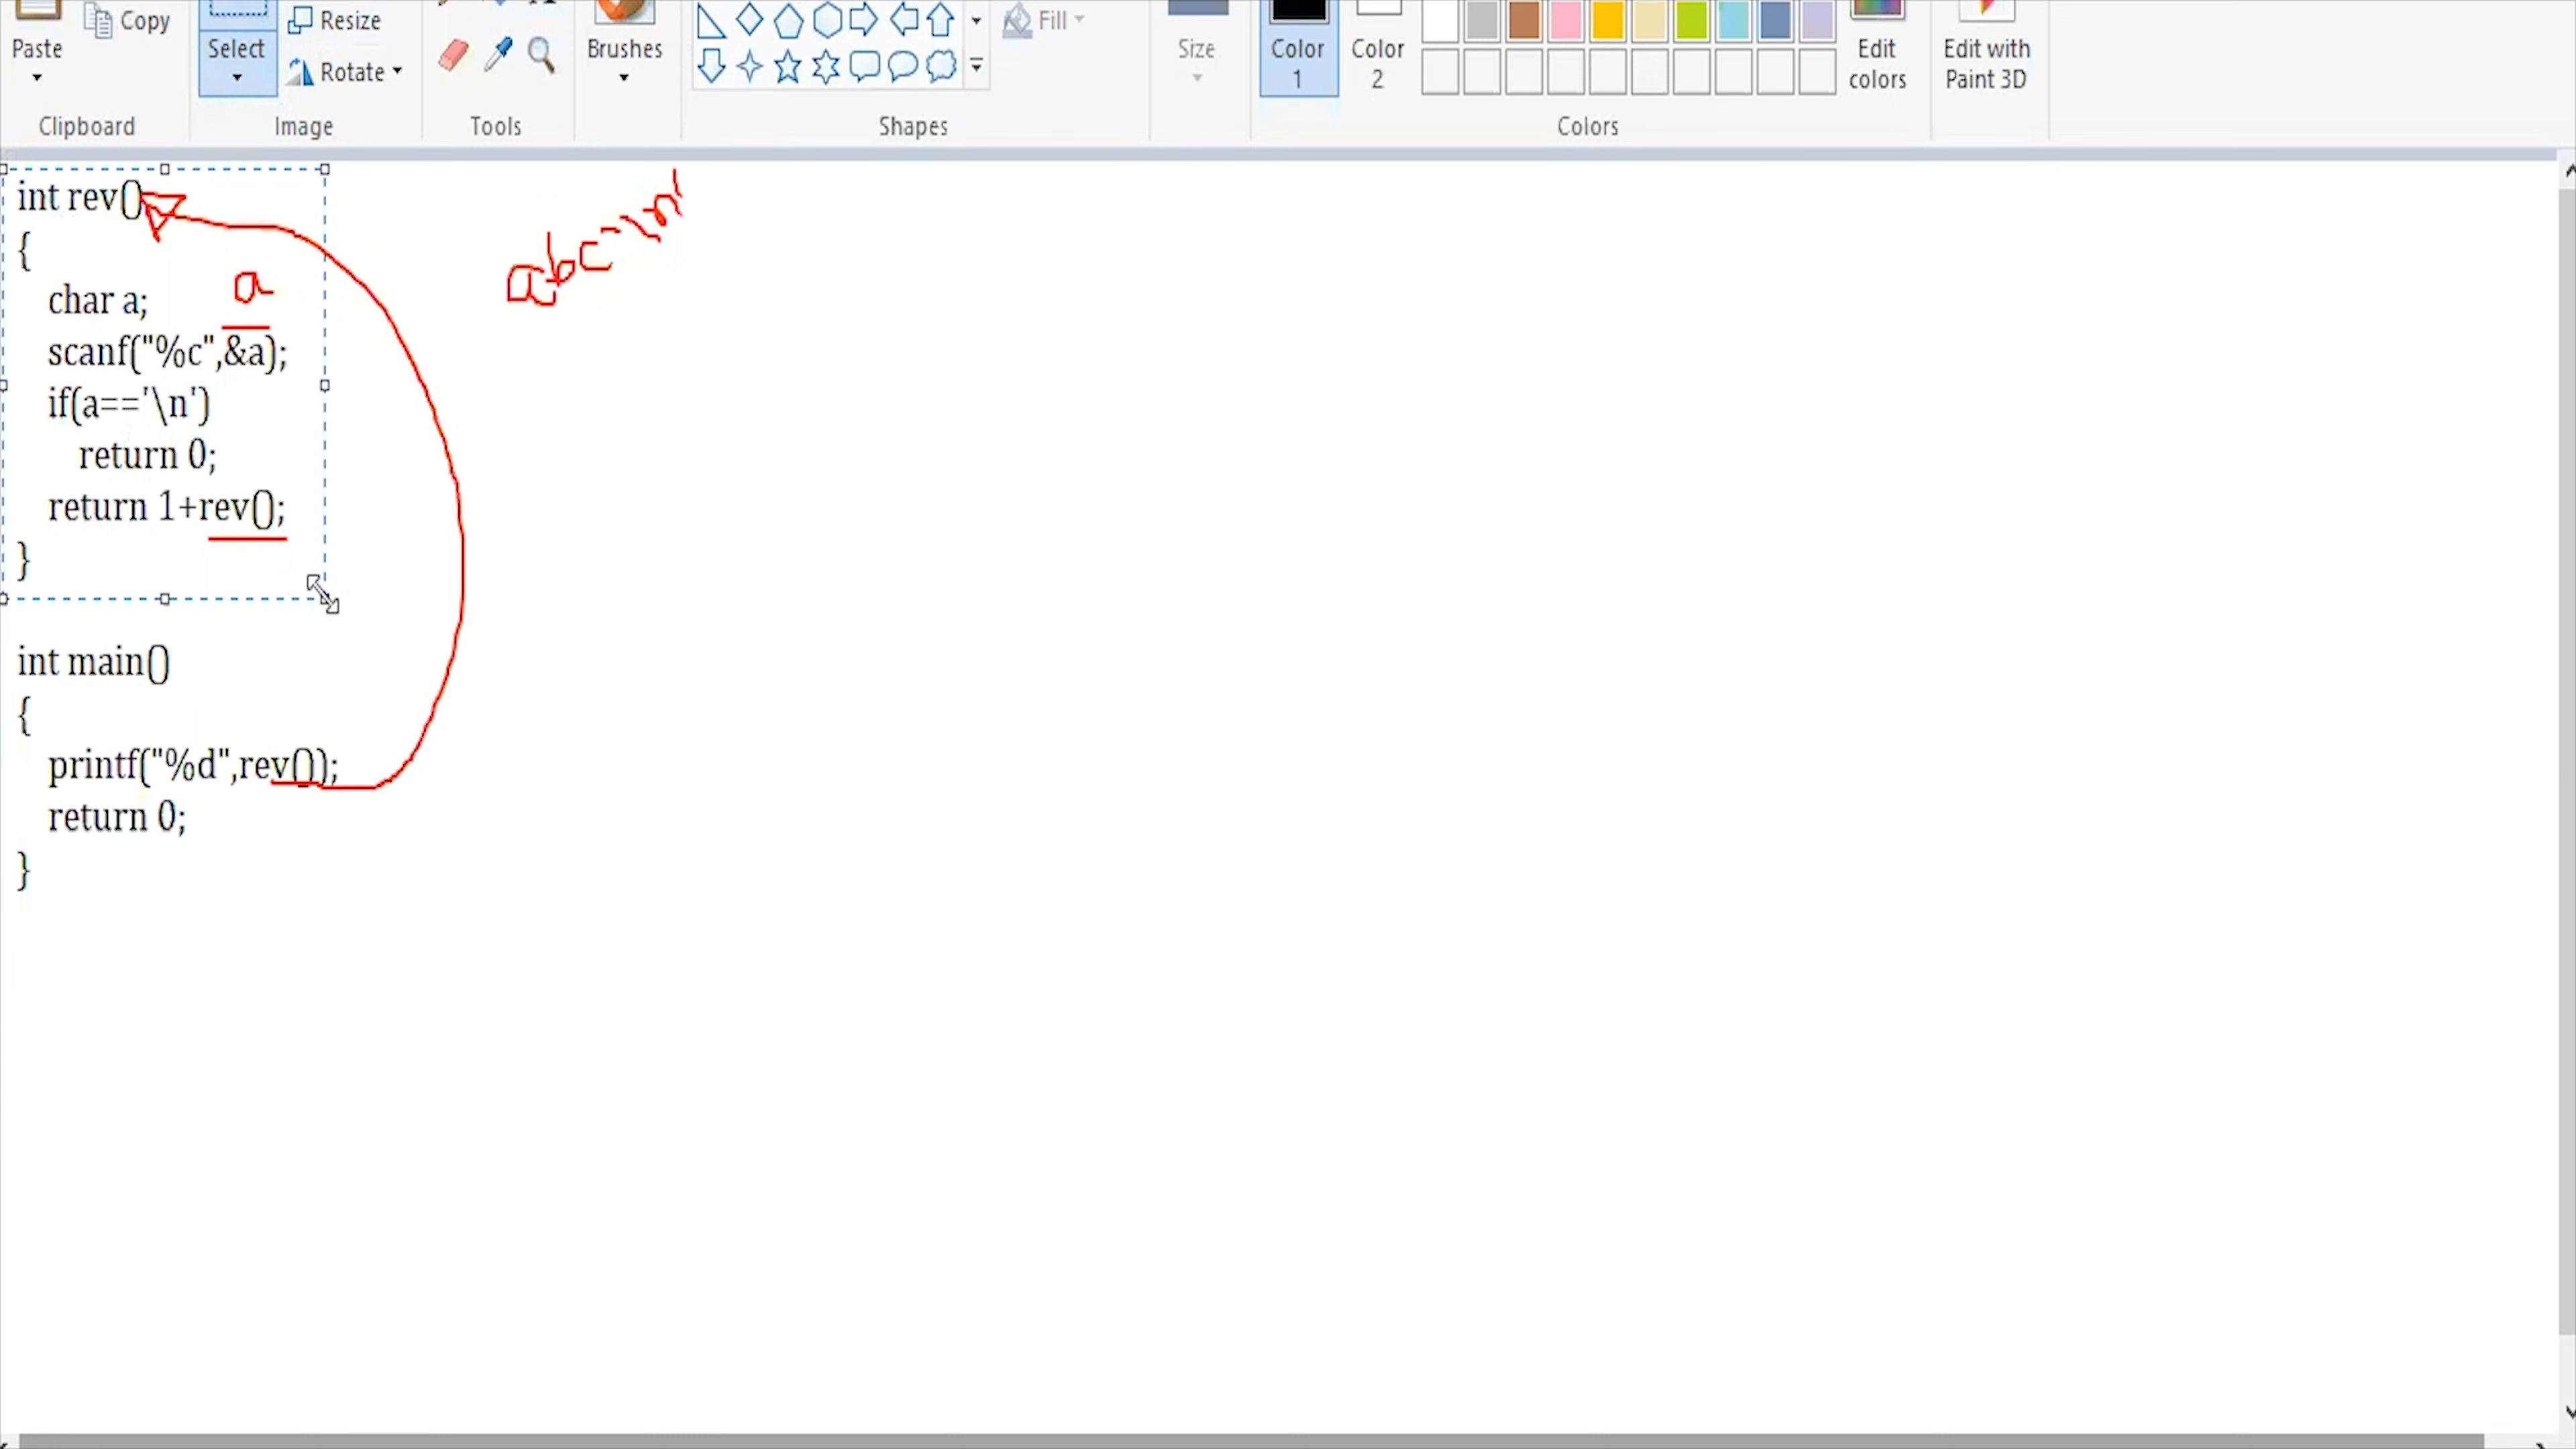 Paste
Copy
Select
Resize
Rotate
Brushes
Fill
Size
Color
1
Color
2
Edit
colors
Edit with
Paint 3D
Clipboard
Image
Tools
Shapes
Colors
int rev()
{
a
char a;
scanf("%c",&a);
if(a=='\n')
return 0;
return 1+rev();
}
abc'\n'
int main()
{
printf("%d",rev());
return 0;
}